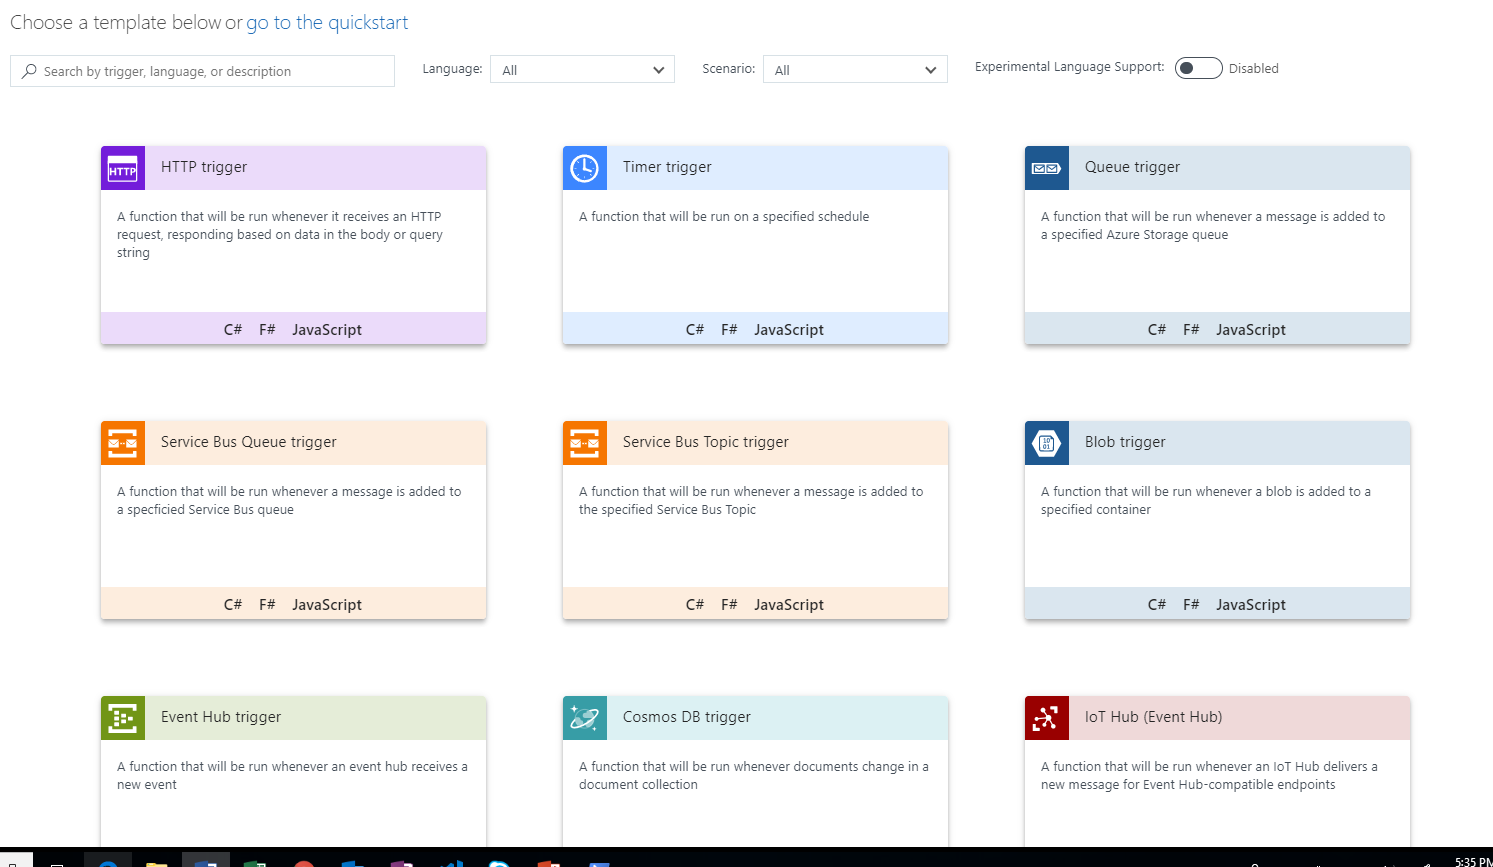 Choose a template below or go to the quickstart
Search by trigger, language, or description
Language: All
Scenario: All
Experimental Language Support: Disabled
HTTP
HTTP trigger
A function that will be run whenever it receives an HTTP
request, responding based on data in the body or query
string
C# F# JavaScript
Timer trigger
A function that will be run on a specified schedule
C# F# JavaScript
Queue trigger
A function that will be run whenever a message is added to
a specified Azure Storage queue
C# F# JavaScript
Service Bus Queue trigger
A function that will be run whenever a message is added to
a specficied Service Bus queue
C# F# JavaScript
Service Bus Topic trigger
A function that will be run whenever a message is added to
the specified Service Bus Topic
C# F# JavaScript
10
01
Blob trigger
A function that will be run whenever a blob is added to a
specified container
C# F# JavaScript
Event Hub trigger
A function that will be run whenever an event hub receives a
new event
Cosmos DB trigger
A function that will be run whenever documents change in a
document collection
IoT Hub (Event Hub)
A function that will be run whenever an IoT Hub delivers a
new message for Event Hub-compatible endpoints
5:35 PM